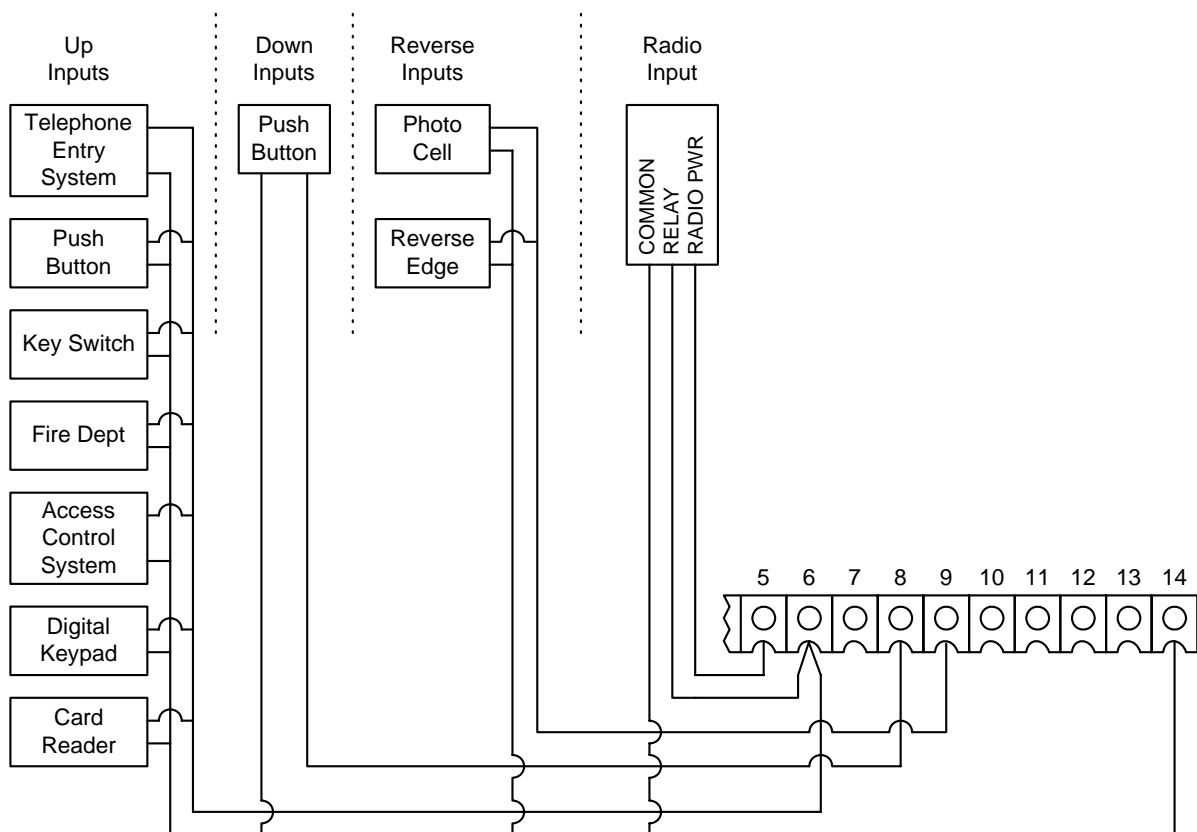 Up
Inputs
Down
Inputs
Reverse
Inputs
Radio
Input
Telephone
Entry
System
Push
Button
Key Switch
Fire Dept
Access
Control
System
Digital
Keypad
Card
Reader
Push
Button
Photo
Cell
Reverse
Edge
COMMON
RELAY
RADIO PWR
5 6 7 8 9 10 11 12 13 14